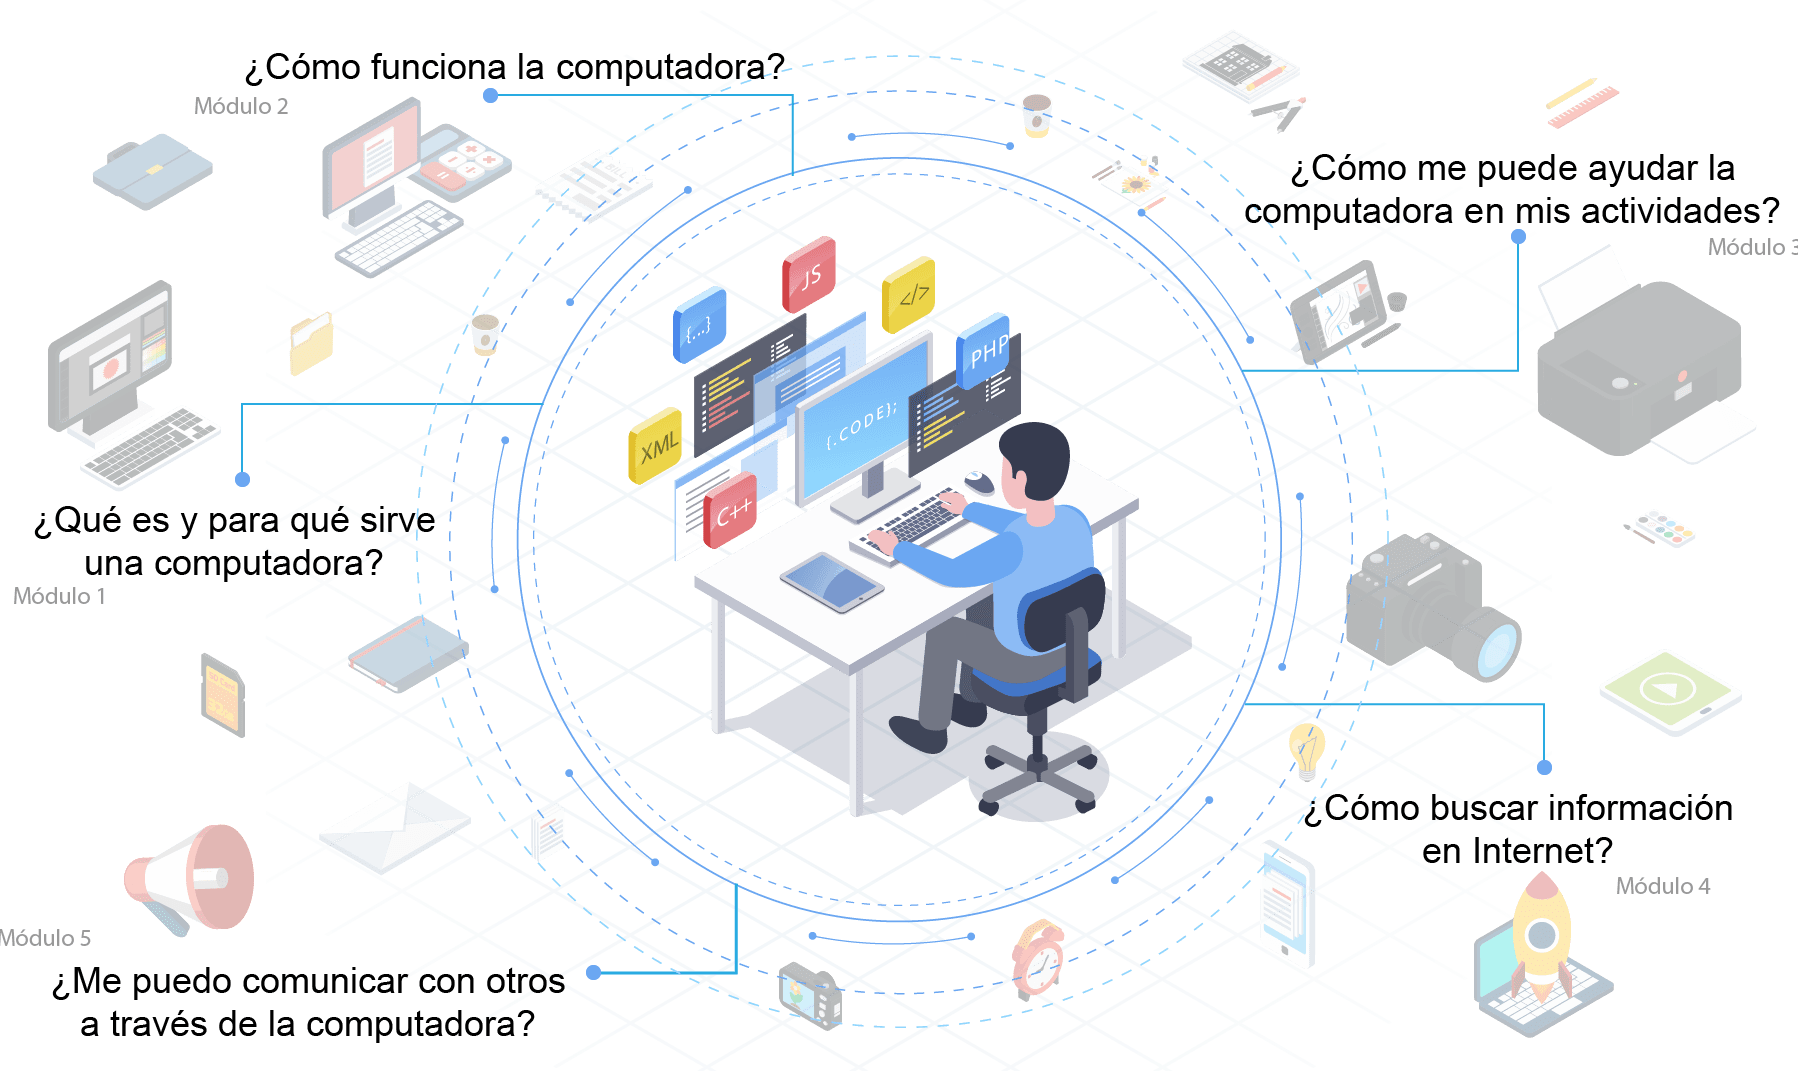 ¿Cómo funciona la computadora?
Módulo 2
¿Cómo me puede ayudar la
computadora en mis actividades?
Módulo 3
JS
</>
{...}
PHP
{.CODE};
XML
C++
¿Qué es y para qué sirve
una computadora?
Módulo 1
¿Cómo buscar información
en Internet?
Módulo 4
Módulo 5
¿Me puedo comunicar con otros
a través de la computadora?